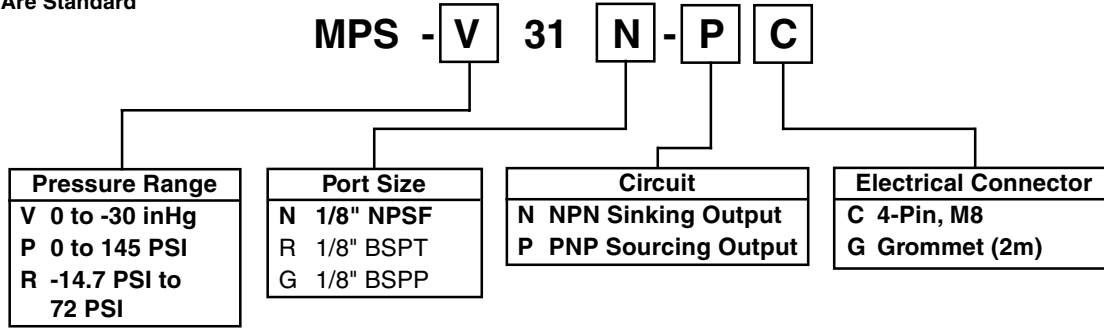 Are Standard
MPS - V 31 N - P C
Pressure Range
V 0 to -30 inHg
P 0 to 145 PSI
R -14.7 PSI to
72 PSI
Port Size
N 1/8" NPSF
R 1/8" BSPT
G 1/8" BSPP
Circuit
N NPN Sinking Output
P PNP Sourcing Output
Electrical Connector
C 4-Pin, M8
G Grommet (2m)